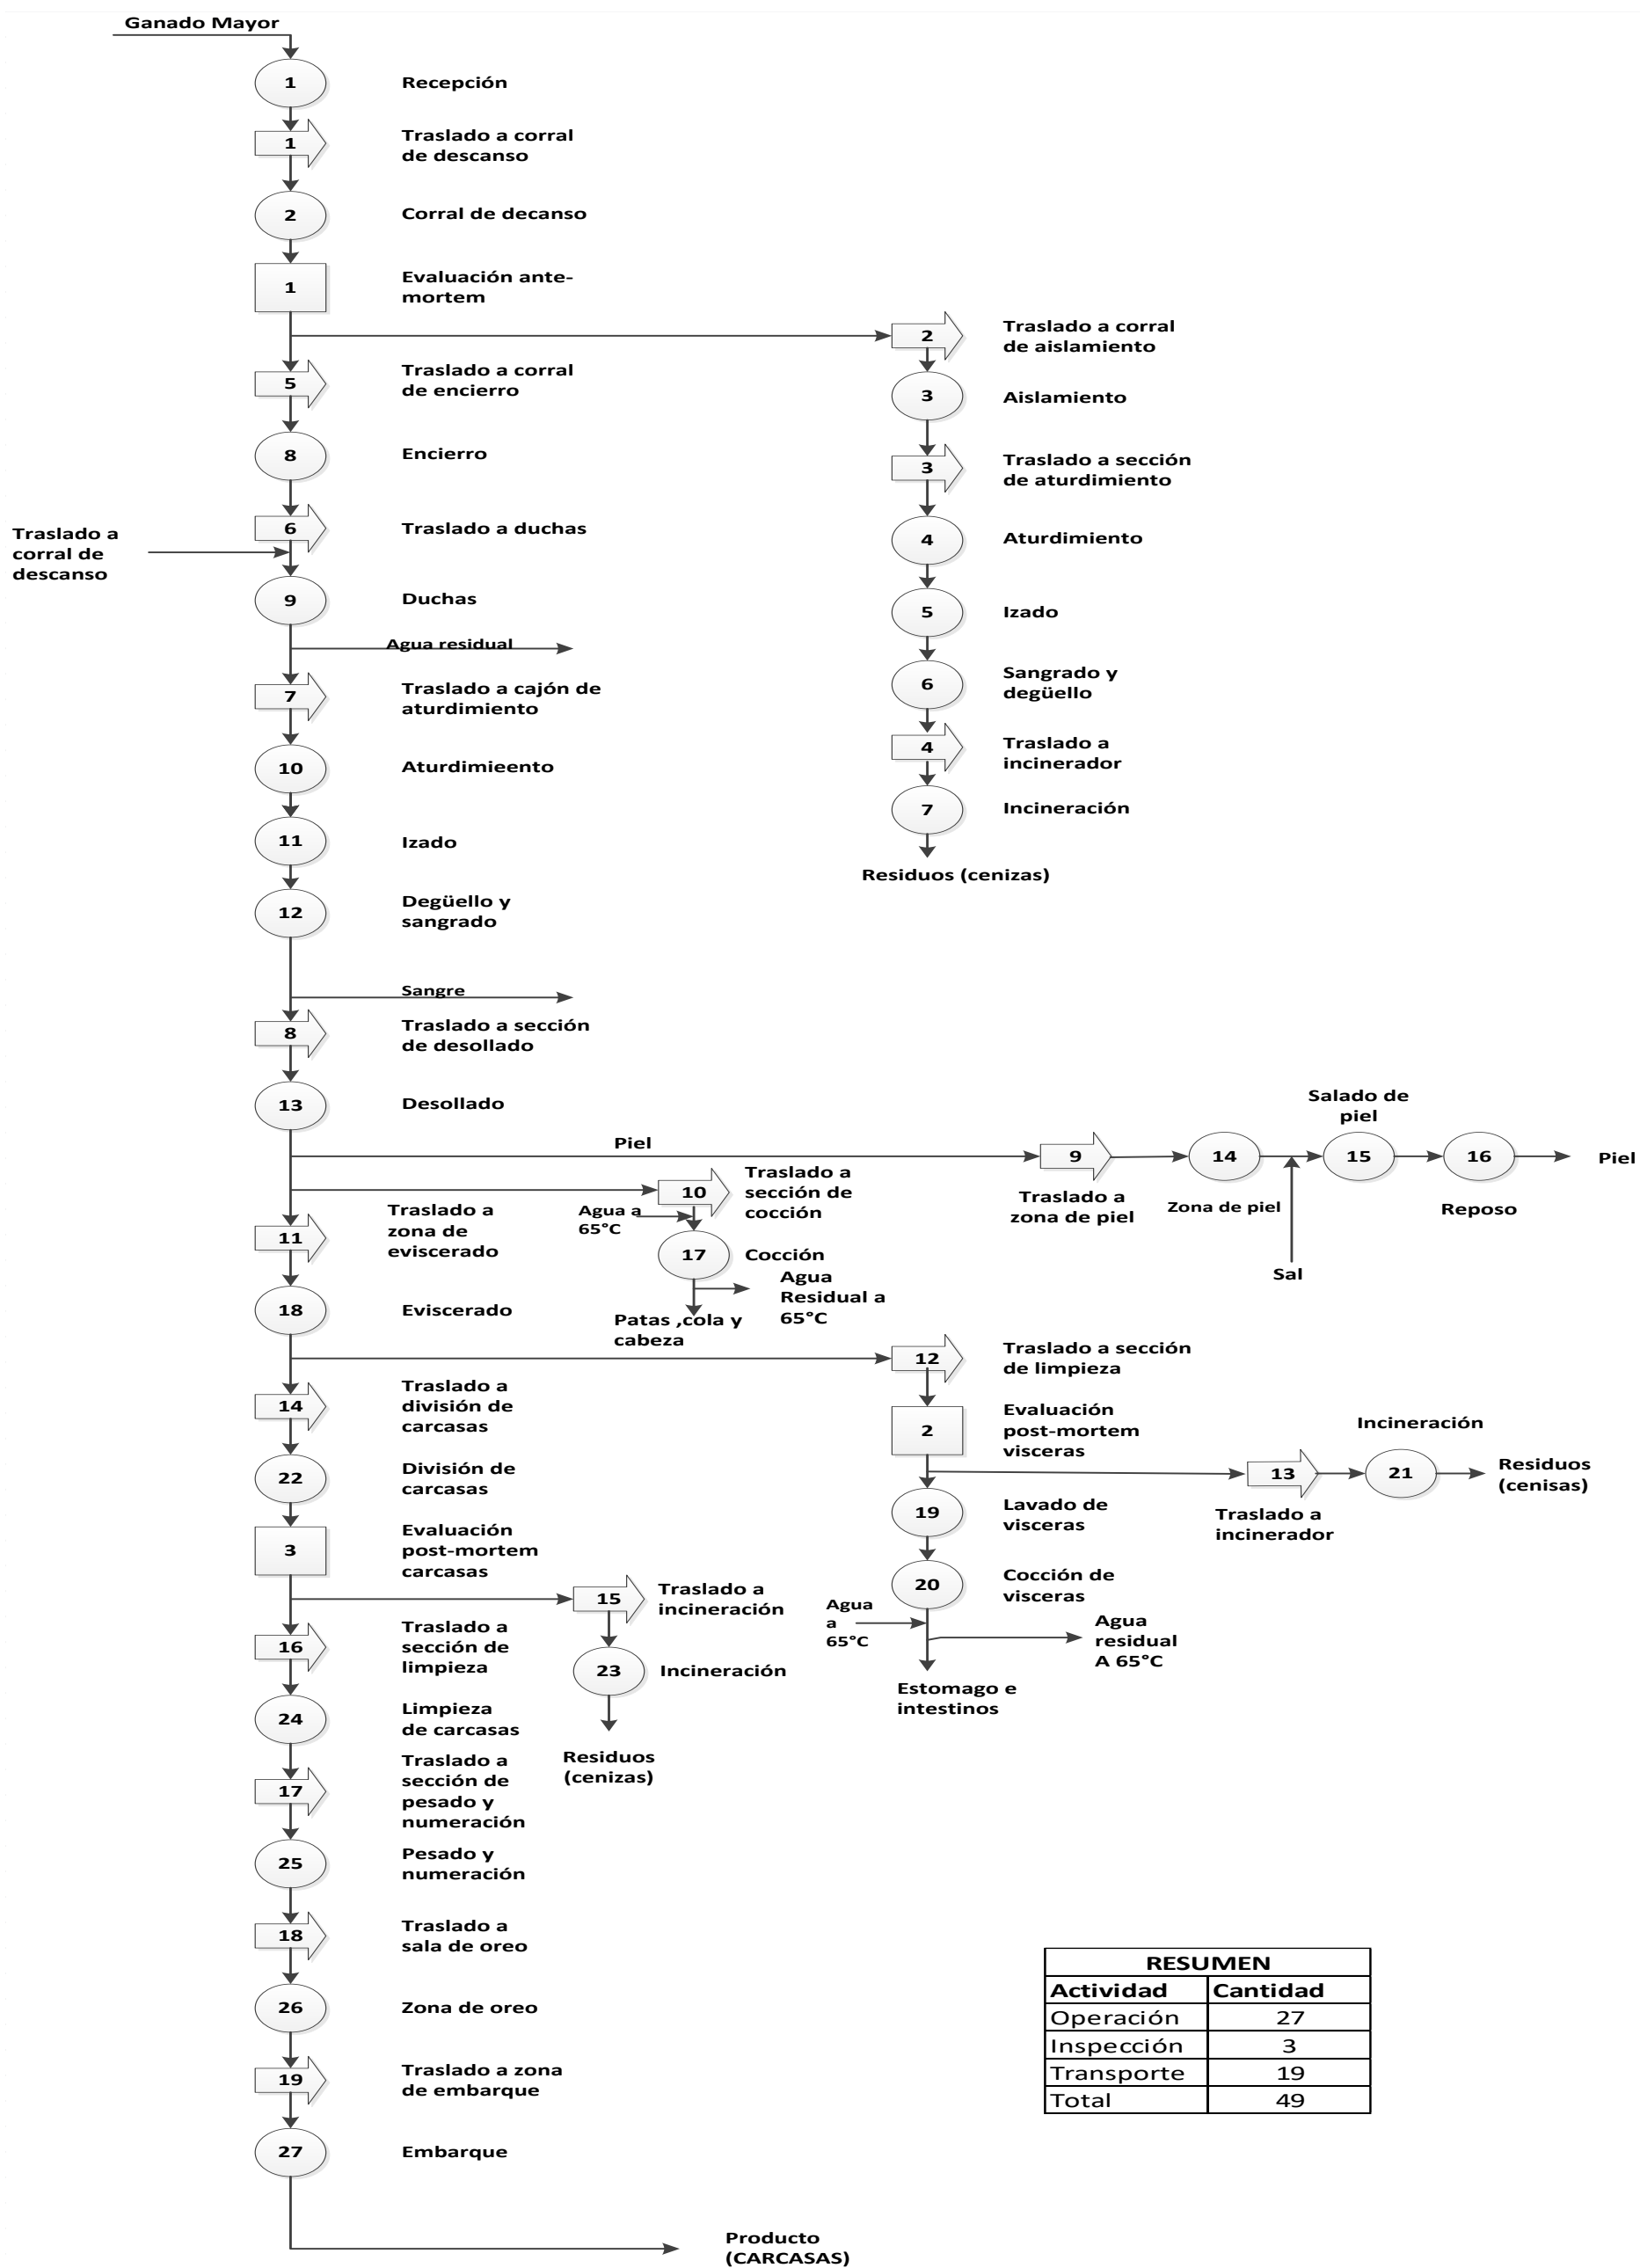 Ganado Mayor
1
Recepción
1
Traslado a corral
de descanso
2
Corral de decanso
1
Evaluación ante-
mortem
2
Traslado a corral
de aislamiento
5
Traslado a corral
de encierro
3
Aislamiento
8
Encierro
3
Traslado a sección
de aturdimiento
6
Traslado a duchas
Traslado a
corral de
descanso
4
Aturdimiento
9
Duchas
5
Izado
Agua residual
6
Sangrado y
degüello
7
Traslado a cajón de
aturdimiento
4
Traslado a
incinerador
10
Aturdimieento
7
Incineración
11
Izado
Residuos (cenizas)
12
Degüello y
sangrado
Sangre
8
Traslado a sección
de desollado
13
Desollado
Piel
9
Traslado a
zona de piel
14
Zona de piel
Sal
Salado de
piel
15
16
Reposo
Piel
10
Traslado a
sección de
cocción
Agua a
65°C
17
Cocción
Agua
Residual a
65°C
Patas ,cola y
cabeza
11
Traslado a
zona de
eviscerado
18
Eviscerado
12
Traslado a sección
de limpieza
2
Evaluación
post-mortem
visceras
13
Traslado a
incinerador
Incineración
21
Residuos
(cenisas)
19
Lavado de
visceras
20
Cocción de
visceras
Agua
a
65°C
Agua
residual
A 65°C
Estomago e
intestinos
14
Traslado a
división de
carcasas
22
División de
carcasas
3
Evaluación
post-mortem
carcasas
15
Traslado a
incineración
23
Incineración
Residuos
(cenizas)
16
Traslado a
sección de
limpieza
24
Limpieza
de carcasas
17
Traslado a
sección de
pesado y
numeración
25
Pesado y
numeración
18
Traslado a
sala de oreo
26
Zona de oreo
19
Traslado a zona
de embarque
27
Embarque
Producto
(CARCASAS)
RESUMEN
Actividad Cantidad
Operación 27
Inspección 3
Transporte 19
Total 49